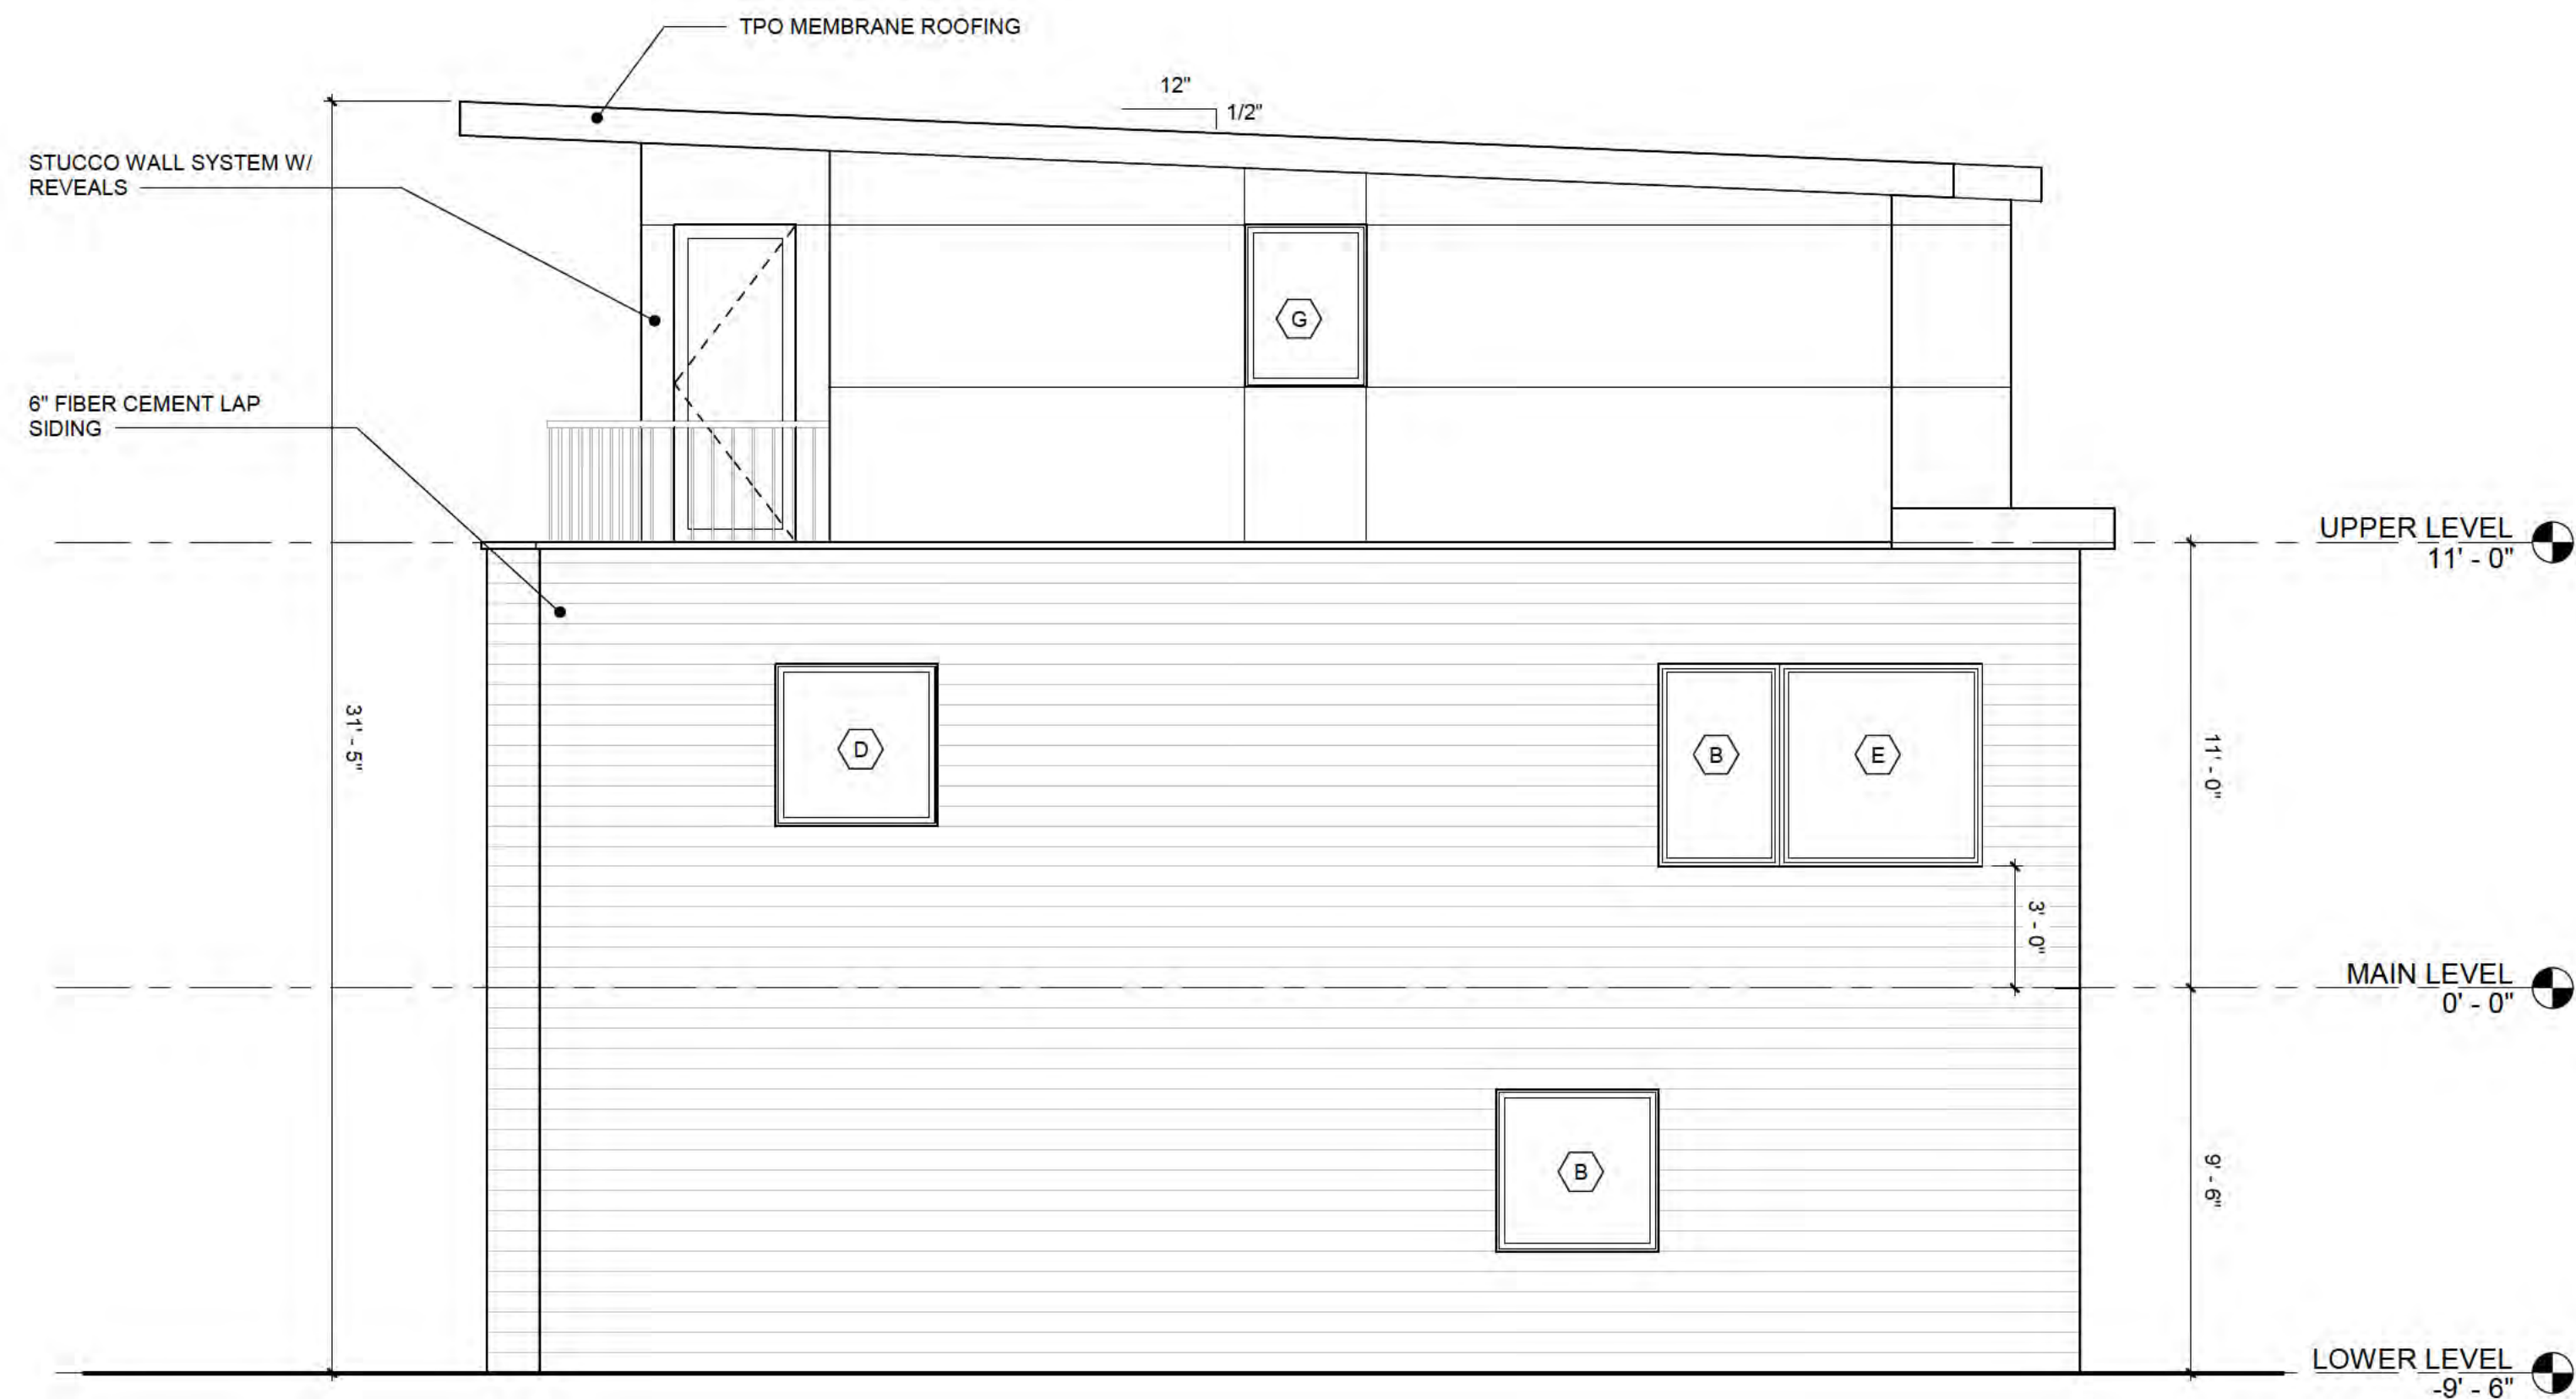 TPO MEMBRANE ROOFING
12"
1/2"
STUCCO WALL SYSTEM W/
REVEALS
G
6" FIBER CEMENT LAP
SIDING
UPPER LEVEL
11' - 0"
31' - 5"
D
B
E
11' - 0"
3' - 0"
MAIN LEVEL
0' - 0"
B
9' - 6"
LOWER LEVEL
-9' - 6"